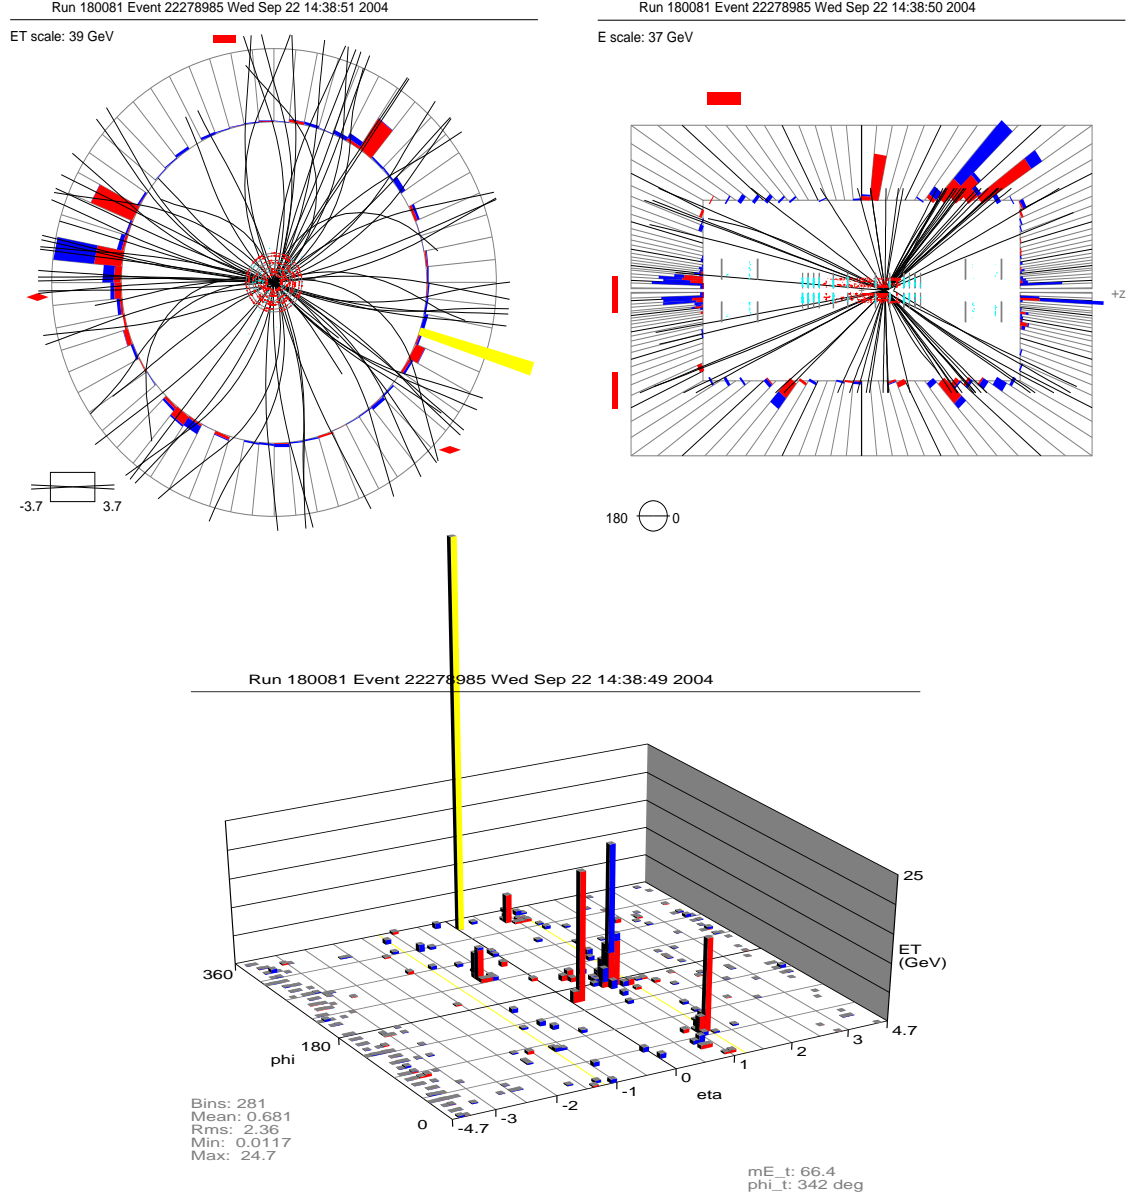 Run 180081 Event 22278985 Wed Sep 22 14:38:51 2004
ET scale: 39 GeV
-3.7 3.7
Run 180081 Event 22278985 Wed Sep 22 14:38:50 2004
E scale: 37 GeV
+z
180 0
Run 180081 Event 22278985 Wed Sep 22 14:38:49 2004
25
ET
(GeV)
360
180
phi
0
-4.7
-3
-2
-1
0
1
2
3
4.7
eta
Bins: 281
Mean: 0.681
Rms: 2.36
Min: 0.0117
Max: 24.7
mE_t: 66.4
phi_t: 342 deg